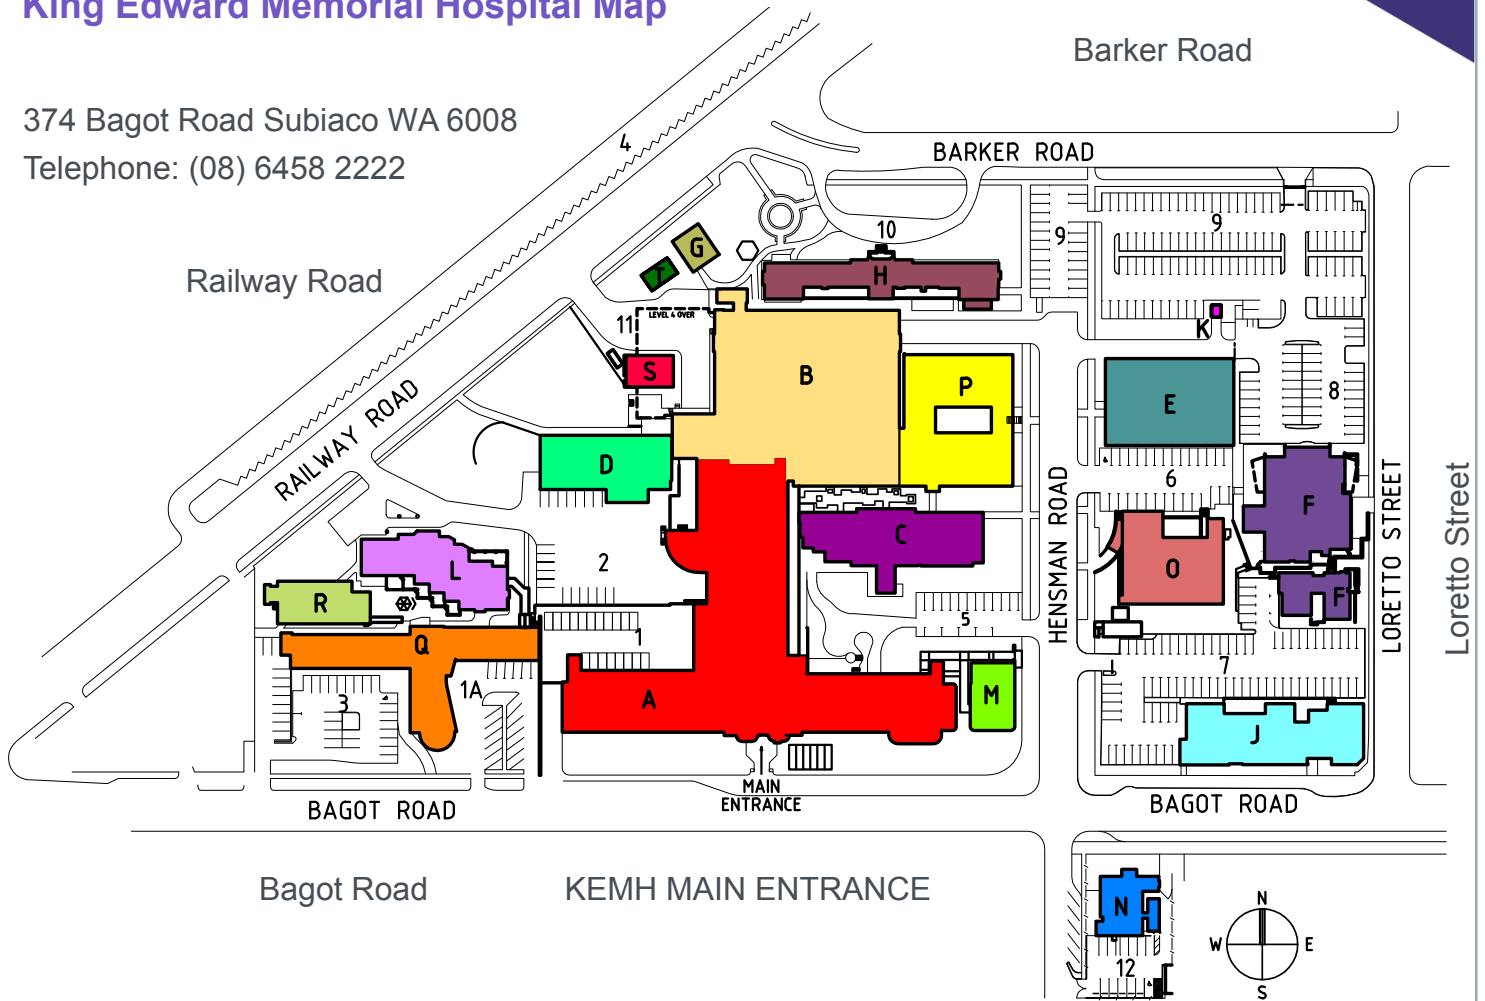 King Edward Memorial Hospital Map
Barker Road
374 Bagot Road Subiaco WA 6008
Telephone: (08) 6458 2222
4
BARKER ROAD
Railway Road
G
T
10
H
9
9
11
LEVEL 4 OVER
K
S
B
P
E
8
RAILWAY ROAD
D
6
F
HENSMAN ROAD
LORETTO STREET
Loretto Street
C
L
2
O
R
F
5
1
Q
7
1A
3
A
M
J
MAIN
ENTRANCE
BAGOT ROAD
BAGOT ROAD
Bagot Road
KEMH MAIN ENTRANCE
N
12
N
W
E
S